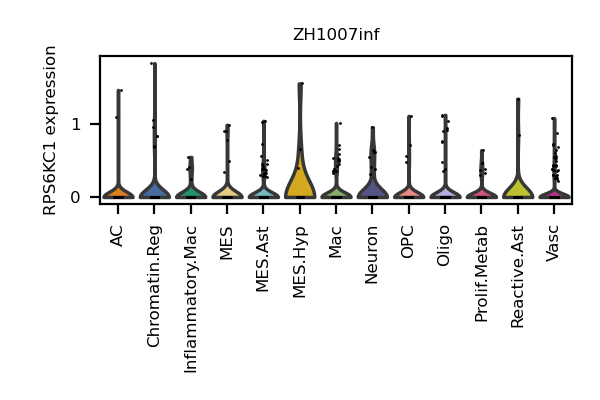 ZH1007inf
RPS6KC1 expression
1
0
AC
Chromatin.Reg
Inflammatory.Mac
MES
MES.Ast
MES.Hyp
Mac
Neuron
OPC
Oligo
Prolif.Metab
Reactive.Ast
Vasc